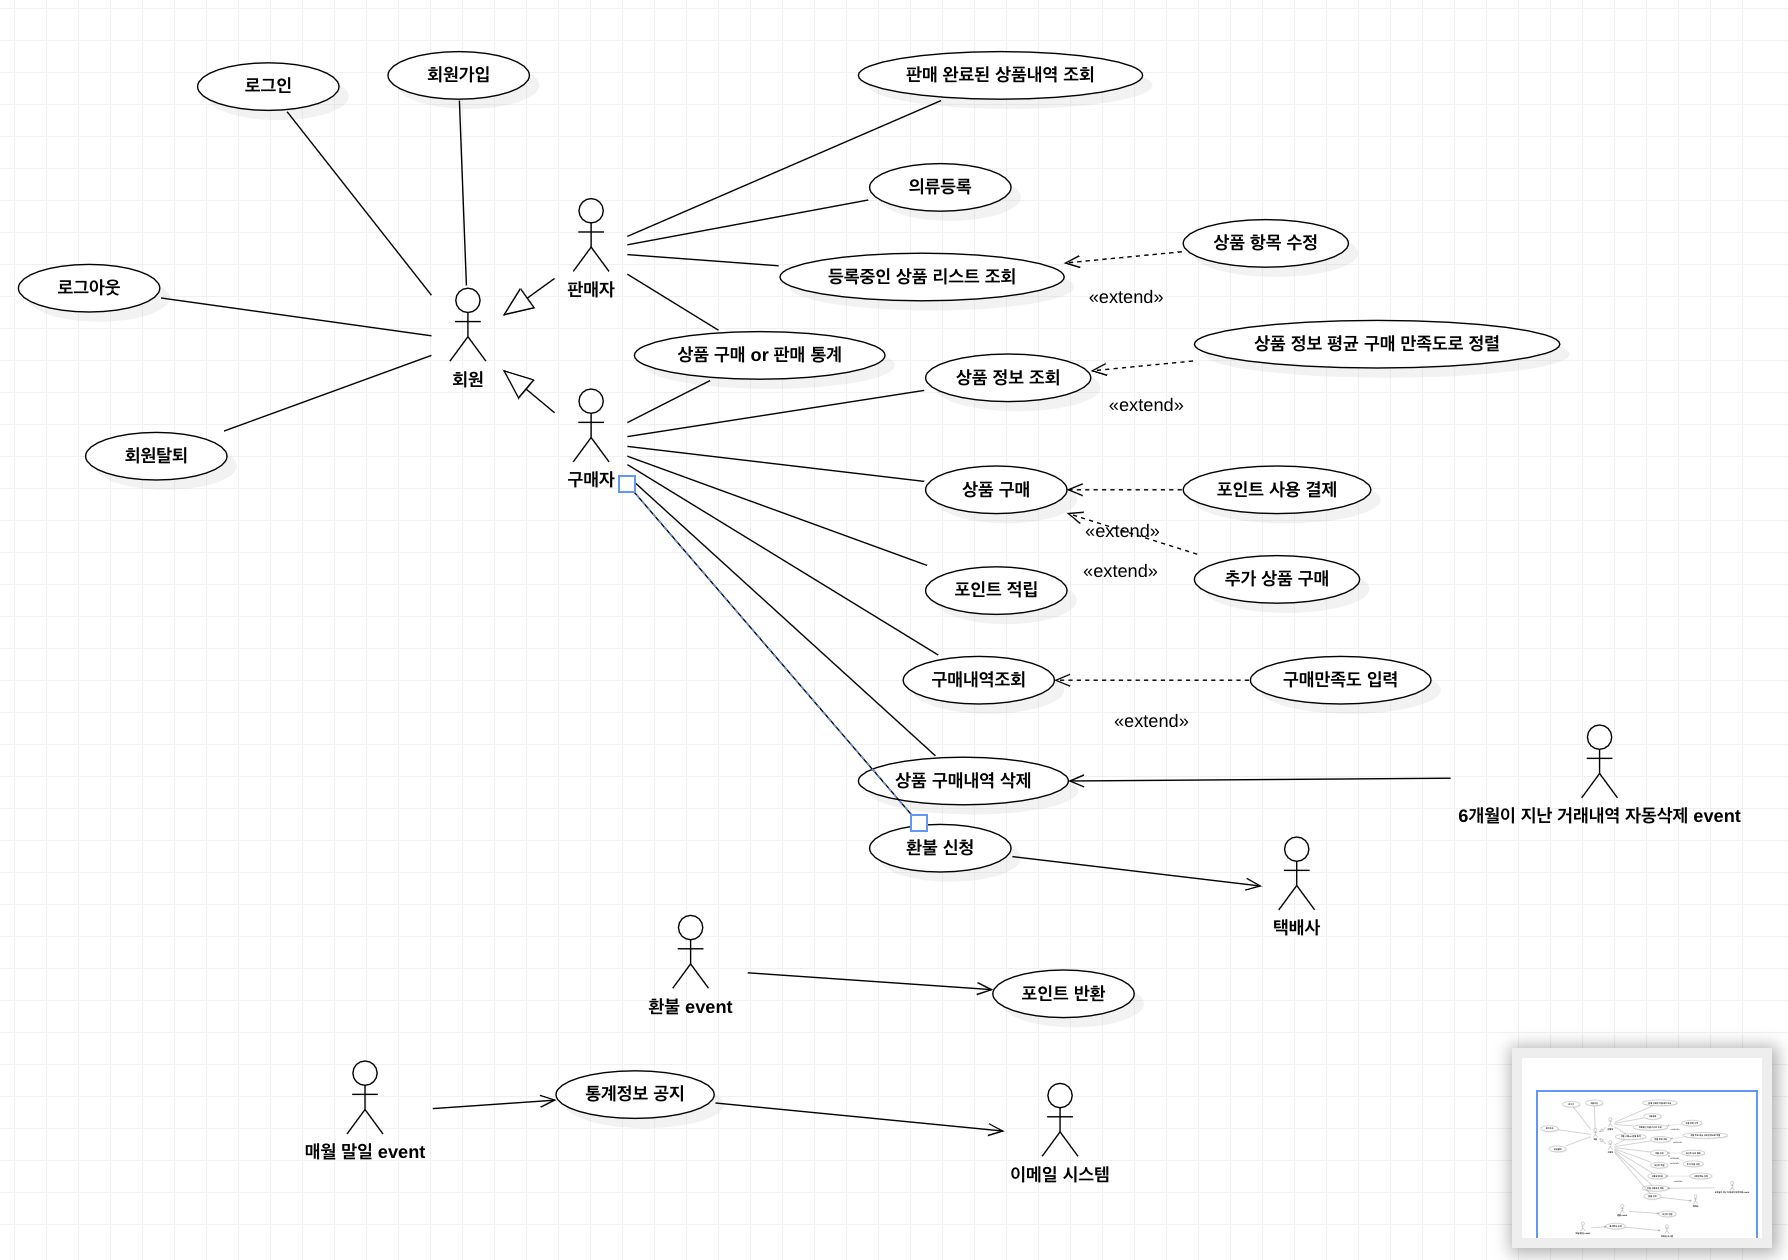 로그인
회원가입
판매 완료된 상품내역 조회
의류등록
판매자
상품 항목 수정
로그아웃
등록중인 상품 리스트 조회
«extend»
회원
상품 구매 or 판매 통계
상품 정보 조회
상품 정보 평균 구매 만족도로 정렬
«extend»
회원탈퇴
구매자
상품 구매
포인트 사용 결제
«extend»
«extend»
추가 상품 구매
포인트 적립
구매내역조회
구매만족도 입력
«extend»
상품 구매내역 삭제
6개월이 지난 거래내역 자동삭제 event
환불 신청
택배사
환불 event
포인트 반환
매월 말일 event
통계정보 공지
이메일 시스템